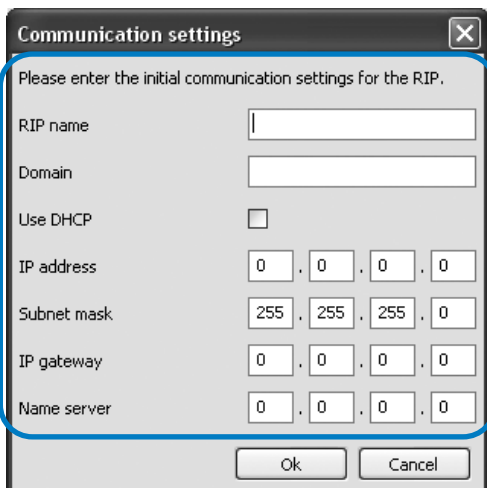 Communication settings
Please enter the initial communication settings for the RIP.
RIP name
Domain
Use DHCP
IP address 0 . 0 . 0 . 0
Subnet mask 255 . 255 . 255 . 0
IP gateway 0 . 0 . 0 . 0
Name server 0 . 0 . 0 . 0
Ok Cancel